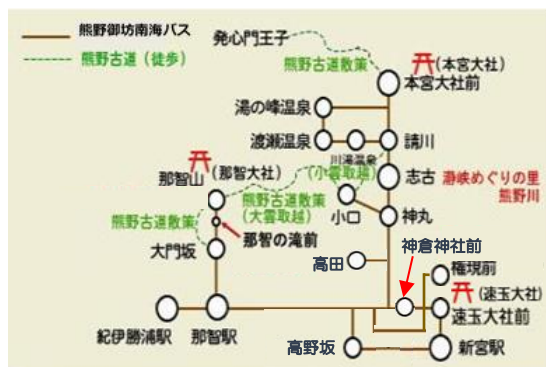 熊野御坊南海バス
熊野古道（徒歩）
発心門王子
熊野古道散策
(本宮大社)
本宮大社前
湯の峰温泉
渡瀬温泉
川湯温泉
請川
那智山
(那智大社)
(小雲取越)
志古
瀞峡めぐりの里
熊野川
熊野古道散策
(大雲取越)
小口
神丸
熊野古道散策
那智の滝前
大門坂
高田
神倉神社前
権現前
(速玉大社)
速玉大社前
紀伊勝浦駅
那智駅
高野坂
新宮駅